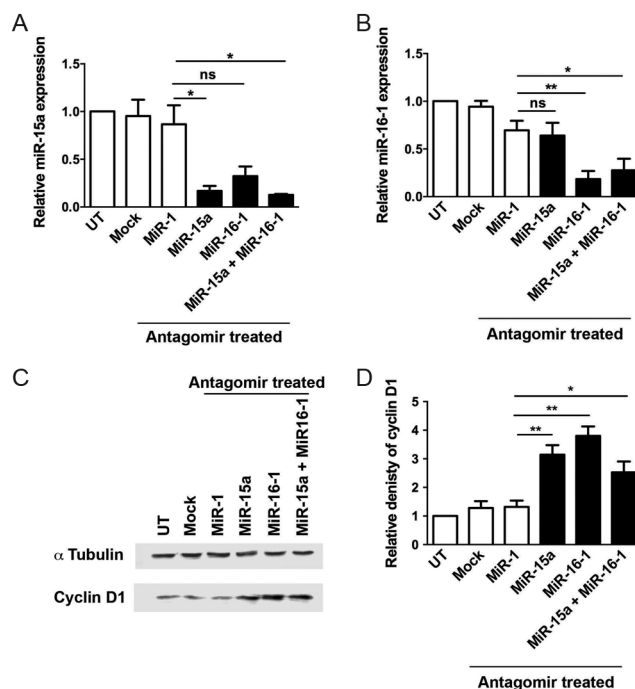 A
Relative miR-15a expression
1.5
1.0
0.5
0.0
*
ns
*
UT
Mock
MiR-1
MiR-15a
MiR-16-1
MiR-15a + MiR-16-1
Antagomir treated
B
Relative miR-16-1 expression
1.5
1.0
0.5
0.0
*
**
ns
UT
Mock
MiR-1
MiR-15a
MiR-16-1
MiR-15a + MiR-16-1
Antagomir treated
C
Antagomir treated
UT
Mock
MiR-1
MiR-15a
MiR-16-1
MiR-15a + MiR16-1
α Tubulin
Cyclin D1
D
Relative denisty of cyclin D1
5
4
3
2
1
0
*
**
**
UT
Mock
MiR-1
MiR-15a
MiR-16-1
MiR-15a + MiR-16-1
Antagomir treated